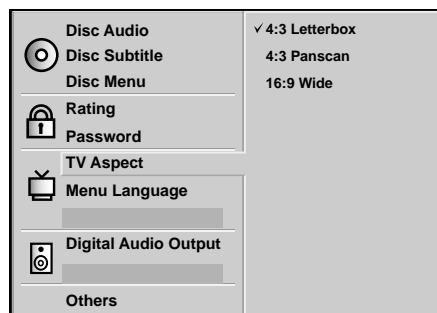 Disc Audio
Disc Subtitle
Disc Menu
Rating
Password
TV Aspect
Menu Language
Digital Audio Output
Others
✓ 4:3 Letterbox
4:3 Panscan
16:9 Wide